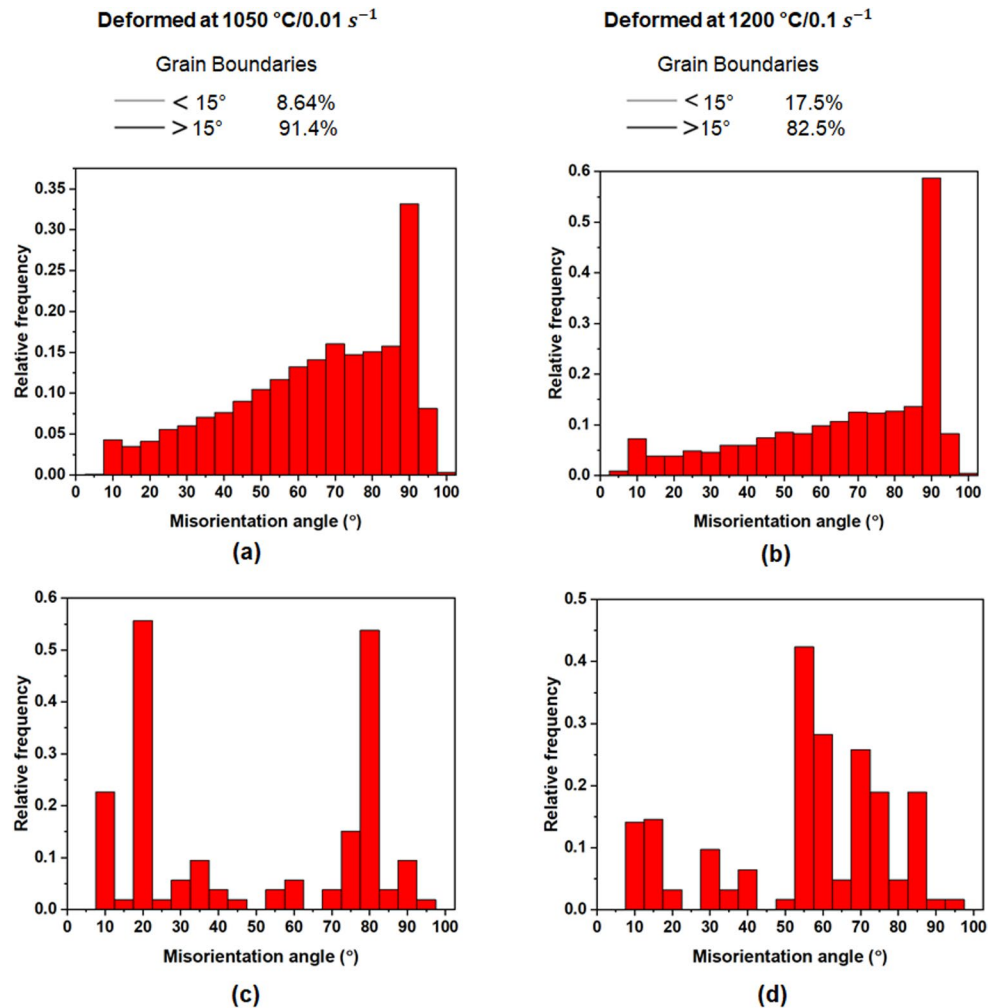 Deformed at 1050 °C/0.01 s⁻¹
Grain Boundaries
< 15° 8.64%
> 15° 91.4%
Deformed at 1200 °C/0.1 s⁻¹
Grain Boundaries
< 15° 17.5%
>15° 82.5%
Relative frequency
0.35
0.30
0.25
0.20
0.15
0.10
0.05
0.00
0 10 20 30 40 50 60 70 80 90 100
Misorientation angle (°)
(a)
Relative frequency
0.6
0.5
0.4
0.3
0.2
0.1
0.0
0 10 20 30 40 50 60 70 80 90 100
Misorientation angle (°)
(b)
Relative frequency
0.6
0.5
0.4
0.3
0.2
0.1
0.0
0 10 20 30 40 50 60 70 80 90 100
Misorientation angle (°)
(c)
Relative frequency
0.5
0.4
0.3
0.2
0.1
0.0
0 10 20 30 40 50 60 70 80 90 100
Misorientation angle (°)
(d)